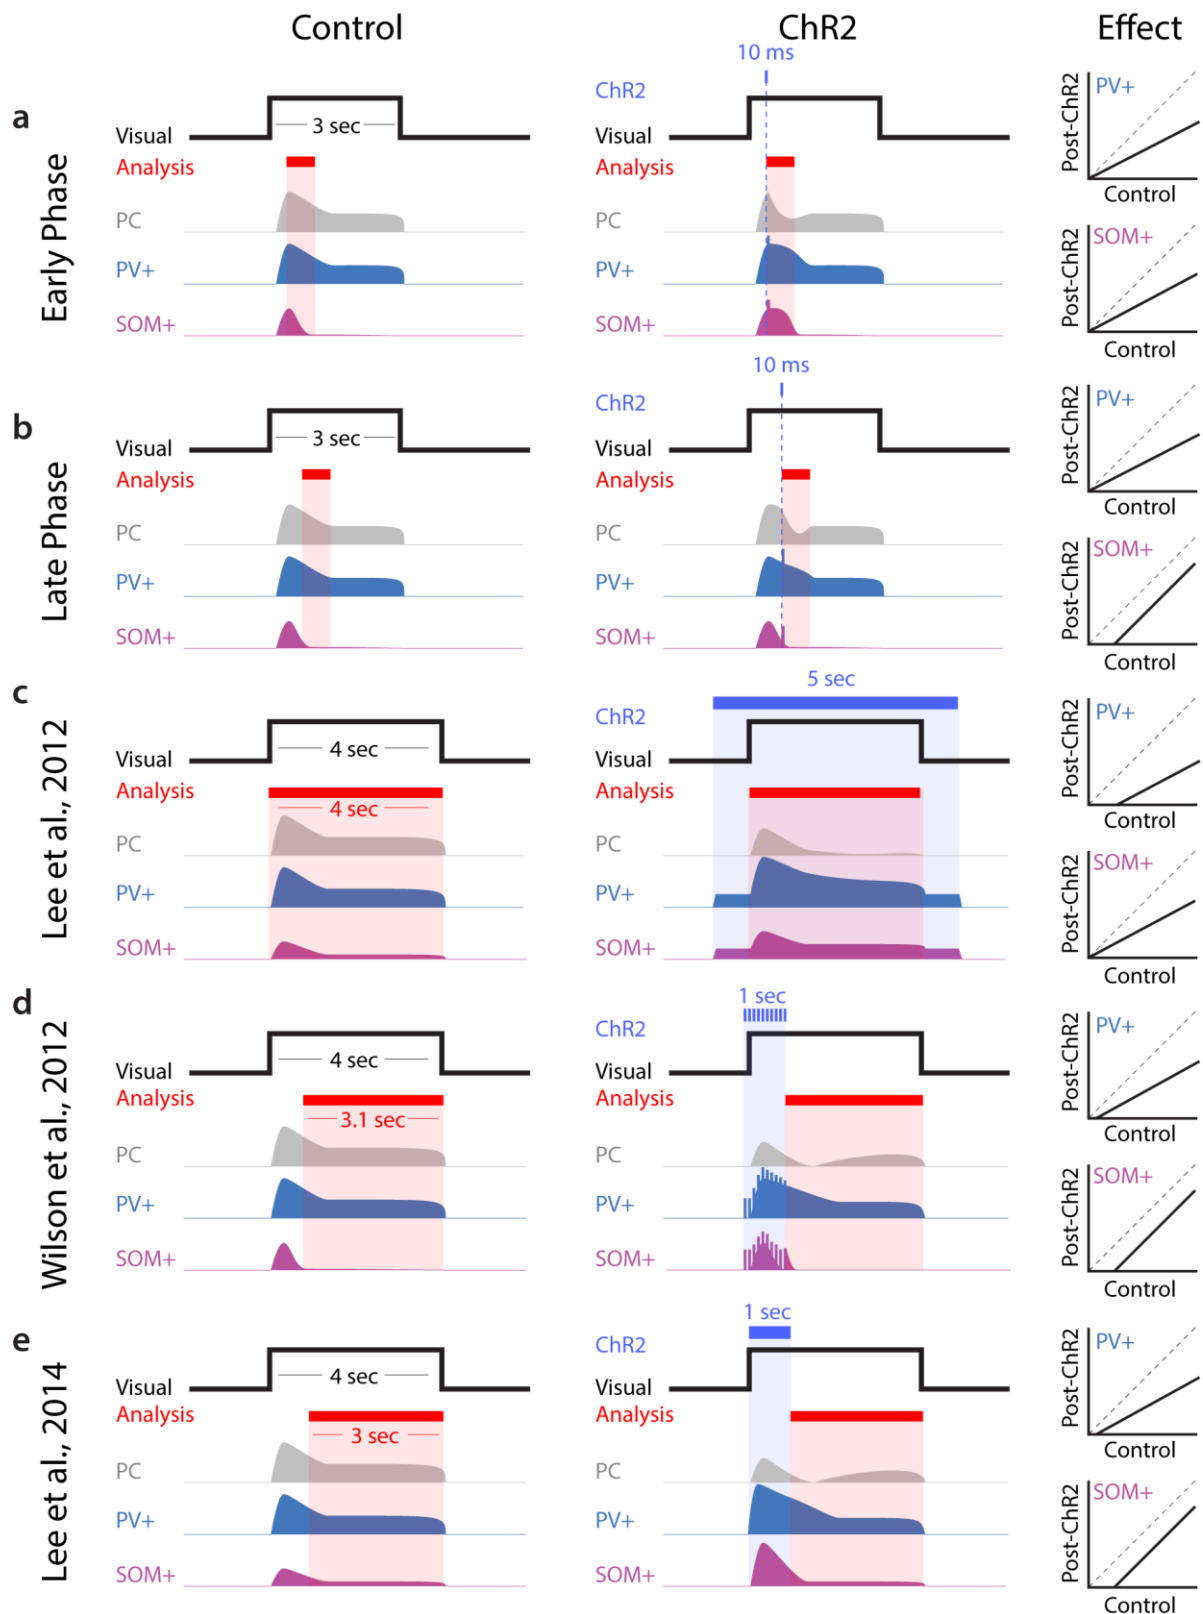 Control
ChR2
Effect
a
Early Phase
Visual
3 sec
Analysis
PC
PV+
SOM+
10 ms
ChR2
Visual
Analysis
PC
PV+
SOM+
PV+
Post-ChR2
Control
SOM+
Post-ChR2
Control
b
Late Phase
Visual
3 sec
Analysis
PC
PV+
SOM+
10 ms
ChR2
Visual
Analysis
PC
PV+
SOM+
PV+
Post-ChR2
Control
SOM+
Post-ChR2
Control
c
Lee et al., 2012
Visual
4 sec
Analysis
4 sec
PC
PV+
SOM+
5 sec
ChR2
Visual
Analysis
PC
PV+
SOM+
PV+
Post-ChR2
Control
SOM+
Post-ChR2
Control
d
Wilson et al., 2012
Visual
4 sec
Analysis
3.1 sec
PC
PV+
SOM+
1 sec
ChR2
Visual
Analysis
PC
PV+
SOM+
PV+
Post-ChR2
Control
SOM+
Post-ChR2
Control
e
Lee et al., 2014
Visual
4 sec
Analysis
3 sec
PC
PV+
SOM+
1 sec
ChR2
Visual
Analysis
PC
PV+
SOM+
PV+
Post-ChR2
Control
SOM+
Post-ChR2
Control